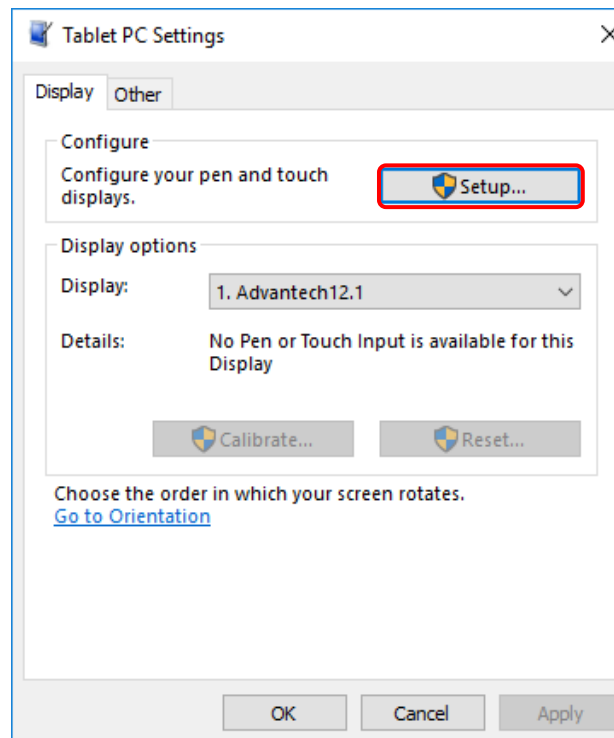 Tablet PC Settings
Display
Other
Configure
Configure your pen and touch
displays.
Setup...
Display options
Display:
1. Advantech12.1
Details:
No Pen or Touch Input is available for this
Display
Calibrate...
Reset...
Choose the order in which your screen rotates.
Go to Orientation
OK
Cancel
Apply